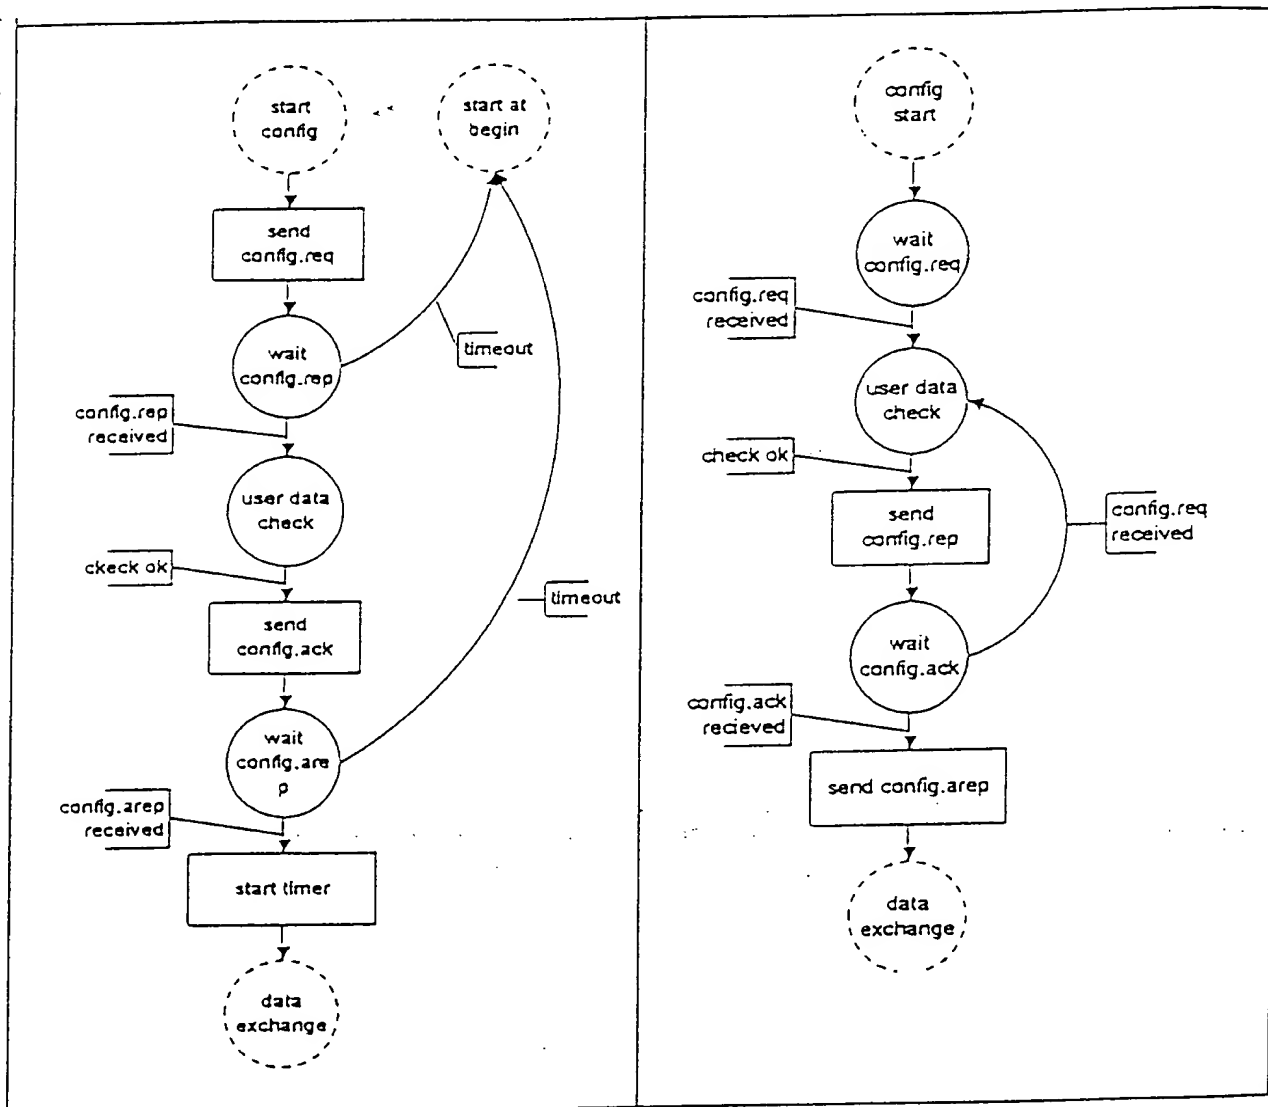 start
config
start at
begin
send
config.req
wait
config.rep
timeout
config.rep
received
user data
check
ckeck ok
send
config.ack
timeout
wait
config.are
p
config.arep
received
start timer
data
exchange
config
start
wait
config.req
config.req
received
user data
check
check ok
send
config.rep
config.req
received
wait
config.ack
config.ack
recieved
send config.arep
data
exchange